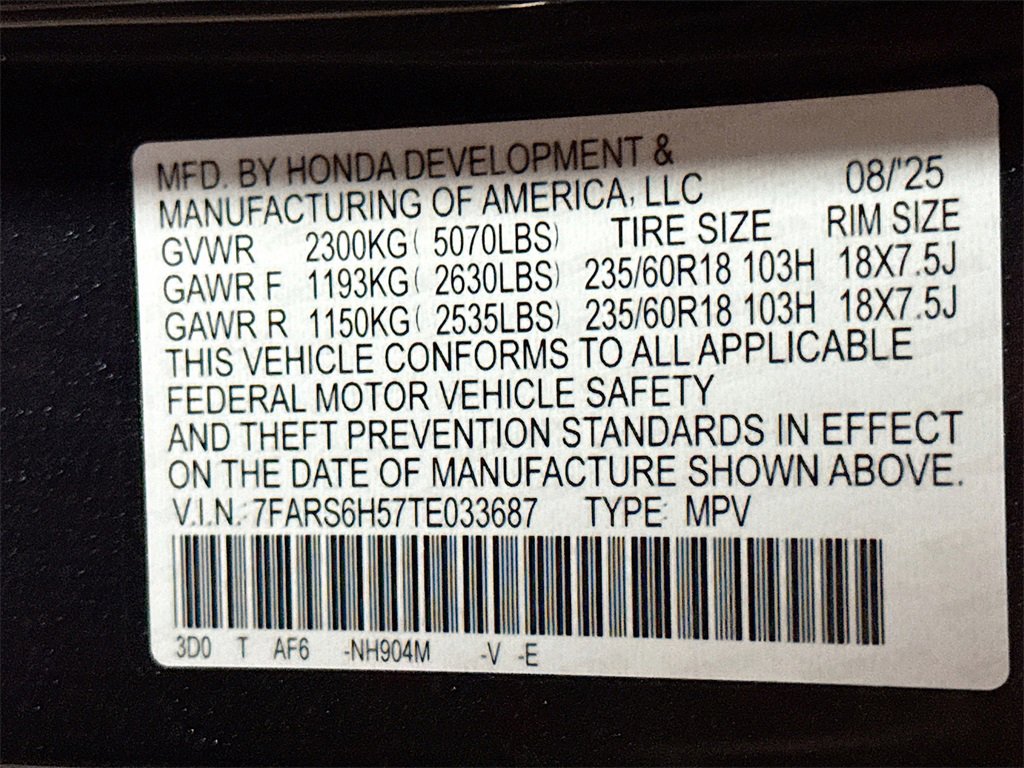 MFD. BY HONDA DEVELOPMENT &
MANUFACTURING OF AMERICA, LLC 08/'25
GVWR 2300KG( 5070LBS) TIRE SIZE RIM SIZE
GAWR F 1193KG( 2630LBS) 235/60R18 103H 18X7.5J
GAWR R 1150KG( 2535LBS) 235/60R18 103H 18X7.5J
THIS VEHICLE CONFORMS TO ALL APPLICABLE
FEDERAL MOTOR VEHICLE SAFETY
AND THEFT PREVENTION STANDARDS IN EFFECT
ON THE DATE OF MANUFACTURE SHOWN ABOVE.
V.I.N.: 7FARS6H57TE033687 TYPE: MPV
3D0 T AF6 -NH904M -V -E